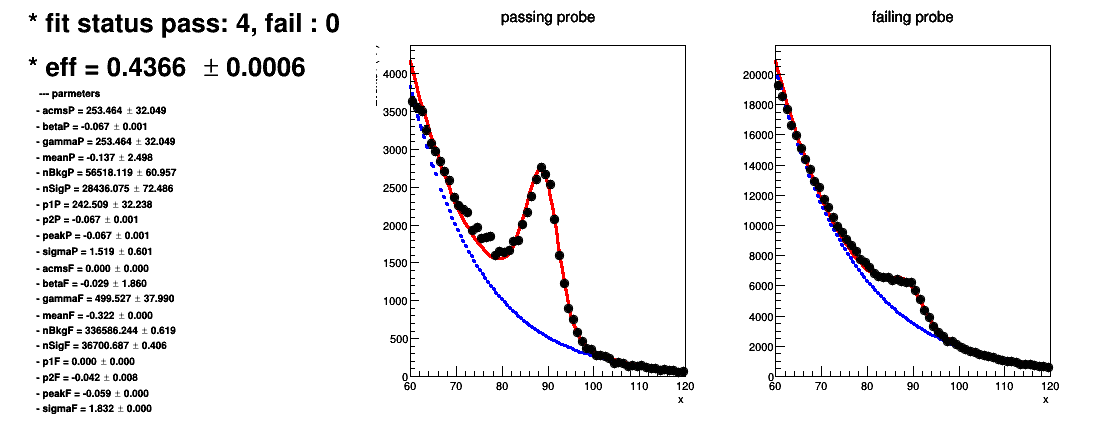 * fit status pass: 4, fail : 0
* eff = 0.4366 ± 0.0006
--- parmeters
- acmsP = 253.464 ± 32.049
- betaP = -0.067 ± 0.001
- gammaP = 253.464 ± 32.049
- meanP = -0.137 ± 2.498
- nBkgP = 56518.119 ± 60.957
- nSigP = 28436.075 ± 72.486
- p1P = 242.509 ± 32.238
- p2P = -0.067 ± 0.001
- peakP = -0.067 ± 0.001
- sigmaP = 1.519 ± 0.601
- acmsF = 0.000 ± 0.000
- betaF = -0.029 ± 1.860
- gammaF = 499.527 ± 37.990
- meanF = -0.322 ± 0.000
- nBkgF = 336586.244 ± 0.619
- nSigF = 36700.687 ± 0.406
- p1F = 0.000 ± 0.000
- p2F = -0.042 ± 0.008
- peakF = -0.059 ± 0.000
- sigmaF = 1.832 ± 0.000
passing probe
4000
3500
3000
2500
2000
1500
1000
500
0
60 70 80 90 100 110 120
x
failing probe
20000
18000
16000
14000
12000
10000
8000
6000
4000
2000
0
60 70 80 90 100 110 120
x